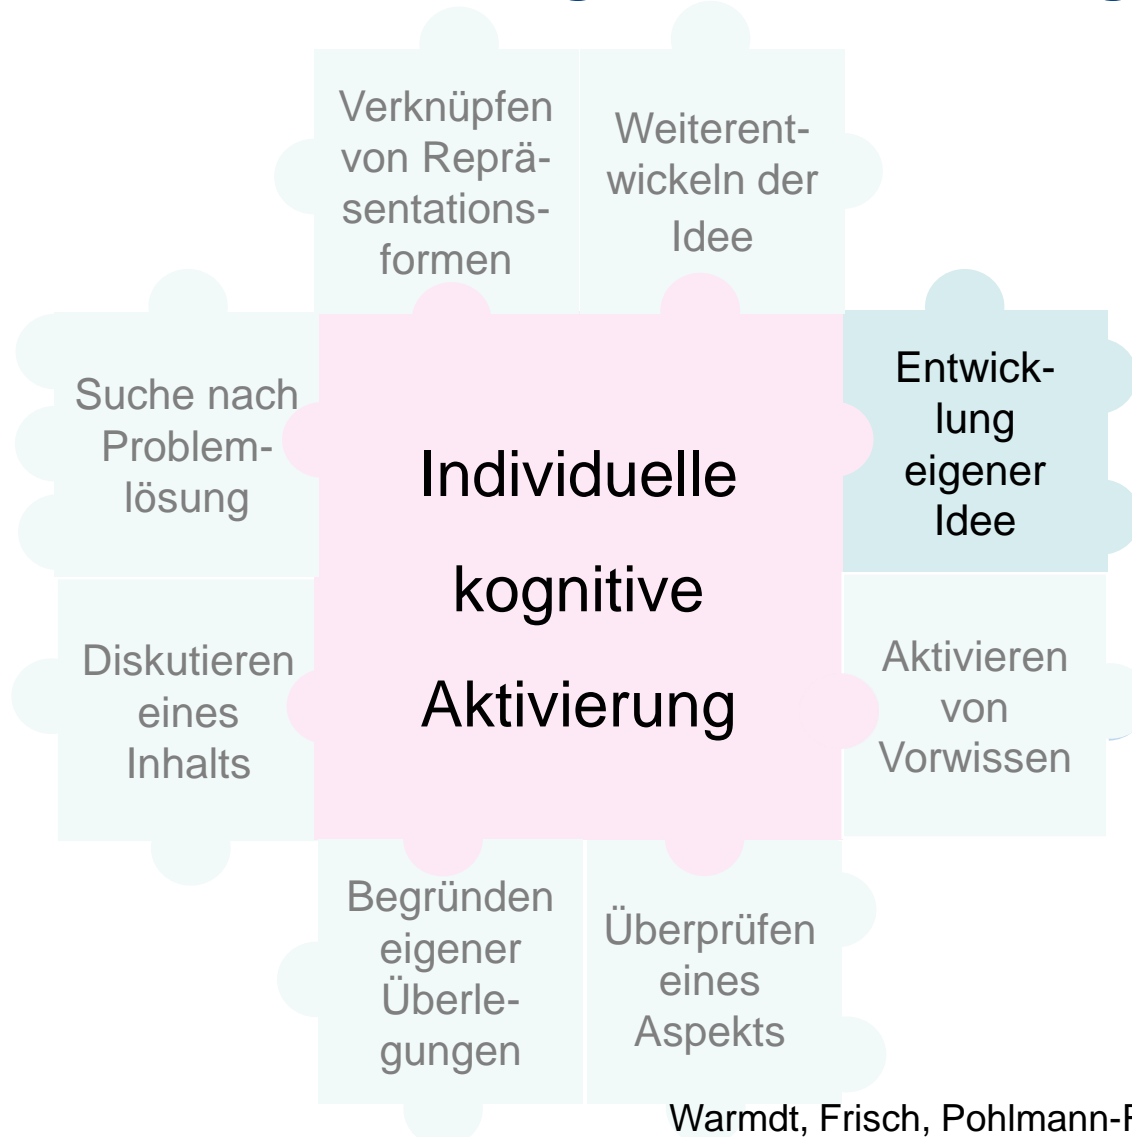 Verknüpfen
von Reprä-
sentations-
formen
Weiterent-
wickeln der
Idee
Suche nach
Problem-
lösung
Individuelle
kognitive
Aktivierung
Entwick-
lung
eigener
Idee
Diskutieren
eines
Inhalts
Aktivieren
von
Vorwissen
Begründen
eigener
Überle-
gungen
Überprüfen
eines
Aspekts
Warmdt, Frisch, Pohlmann-